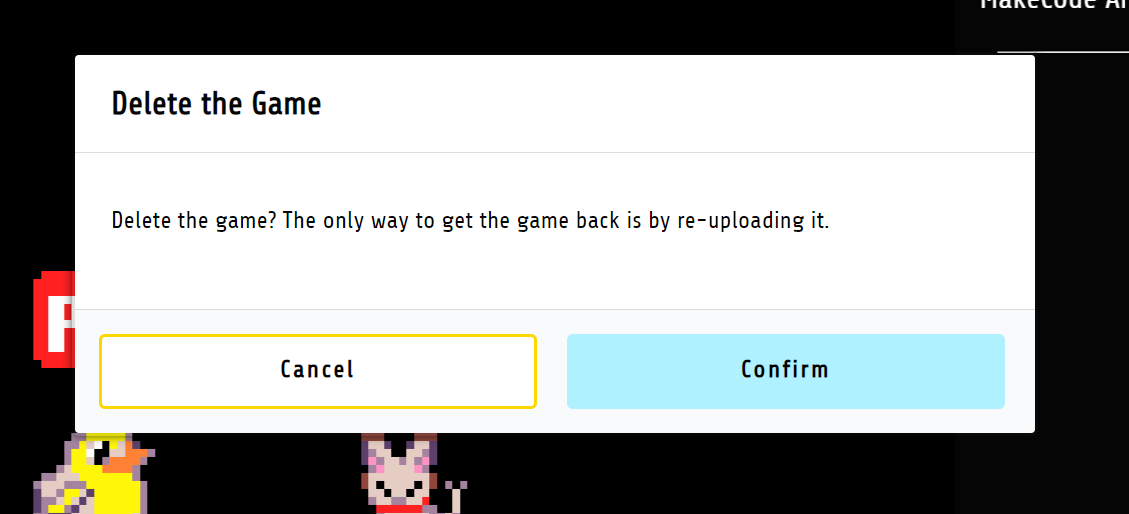 MakeCode Ar
Delete the Game
Delete the game? The only way to get the game back is by re-uploading it.
Cancel
Confirm